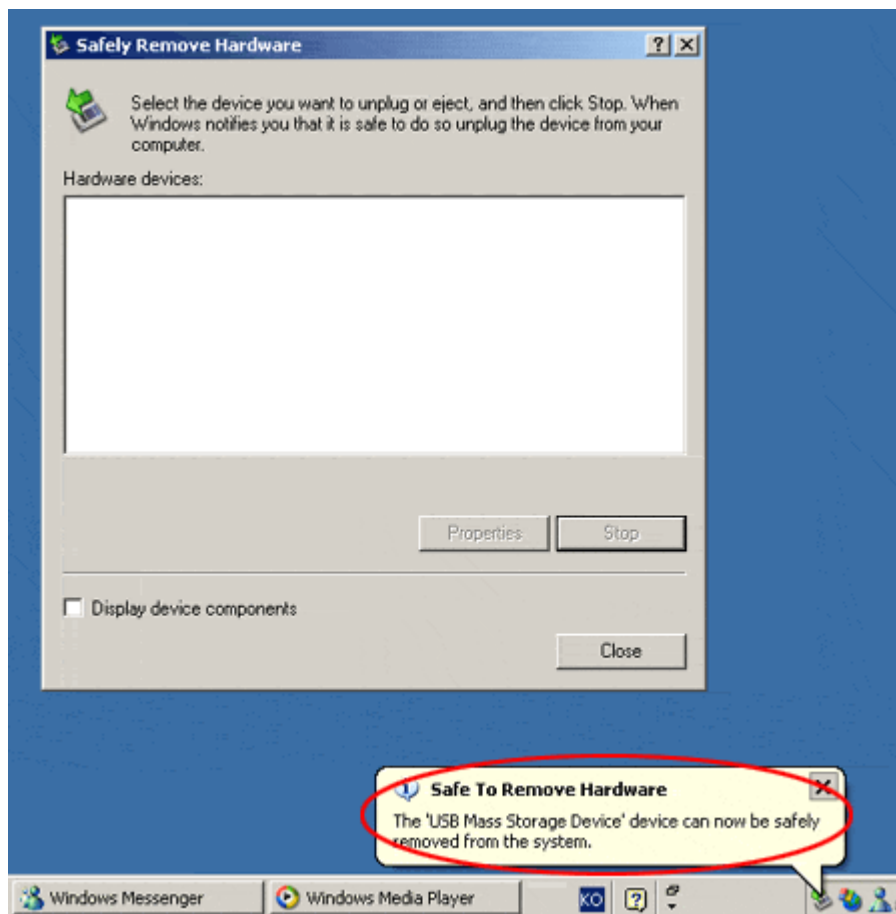 Safely Remove Hardware
Select the device you want to unplug or eject, and then click Stop. When
Windows notifies you that it is safe to do so unplug the device from your
computer.
Hardware devices:
Properties
Stop
Display device components
Close
Safe To Remove Hardware
The 'USB Mass Storage Device' device can now be safely
removed from the system.
Windows Messenger
Windows Media Player
KO